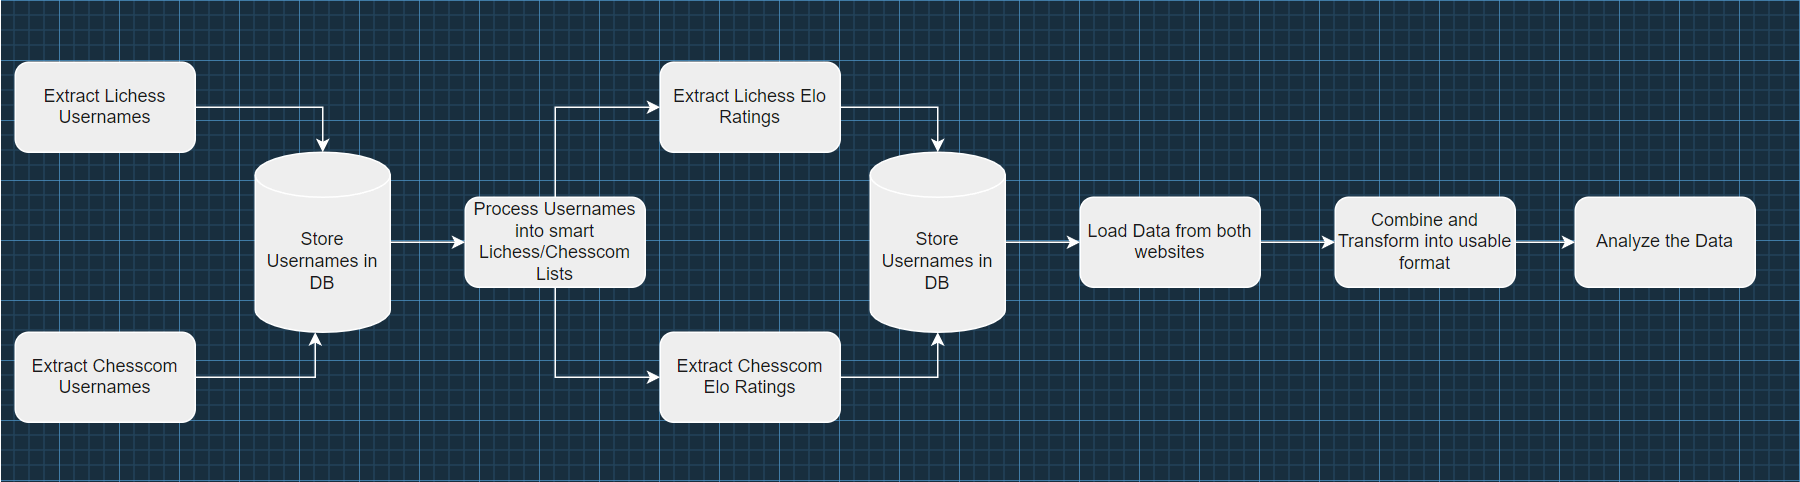 Extract Lichess
Usernames
Extract Chesscom
Usernames
Store
Usernames in
DB
Process Usernames
into smart
Lichess/Chesscom
Lists
Extract Lichess Elo
Ratings
Extract Chesscom
Elo Ratings
Store
Usernames in
DB
Load Data from both
websites
Combine and
Transform into usable
format
Analyze the Data